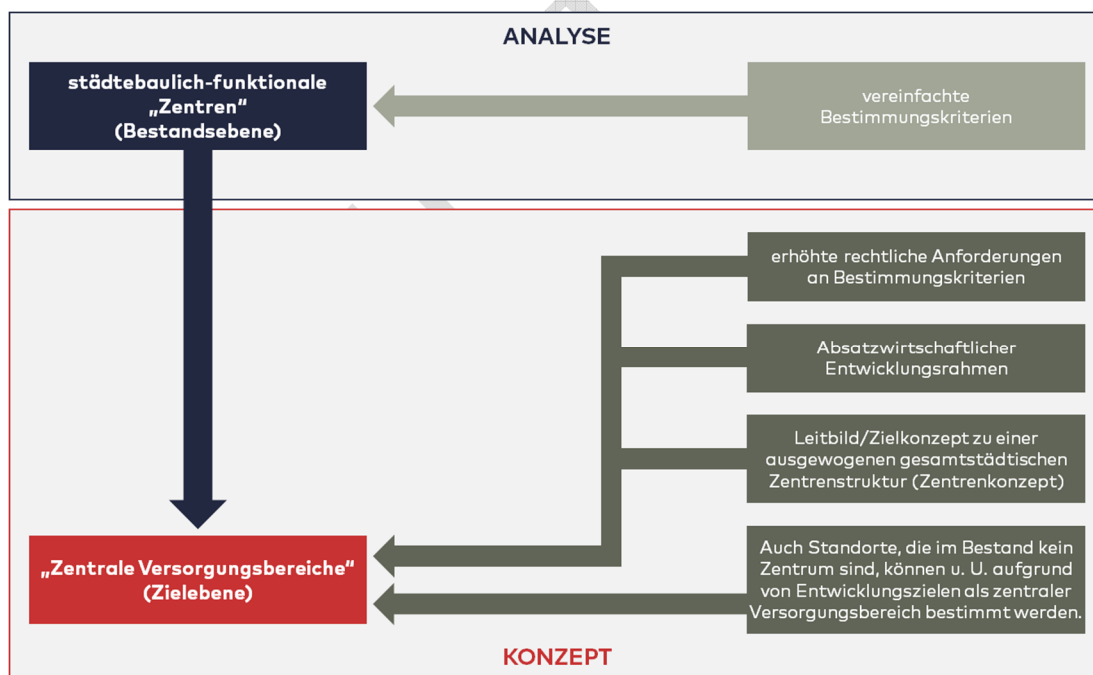 ANALYSE
städtebaulich-funktionale
„Zentren“
(Bestandsebene)
vereinfachte
Bestimmungskriterien
erhöhte rechtliche Anforderungen
an Bestimmungskriterien
Absatzwirtschaftlicher
Entwicklungsrahmen
Leitbild/Zielkonzept zu einer
ausgewogenen gesamtstädtischen
Zentrenstruktur (Zentrenkonzept)
Auch Standorte, die im Bestand kein
Zentrum sind, können u. U. aufgrund
von Entwicklungszielen als zentraler
Versorgungsbereich bestimmt werden.
„Zentrale Versorgungsbereiche“
(Zielebene)
KONZEPT